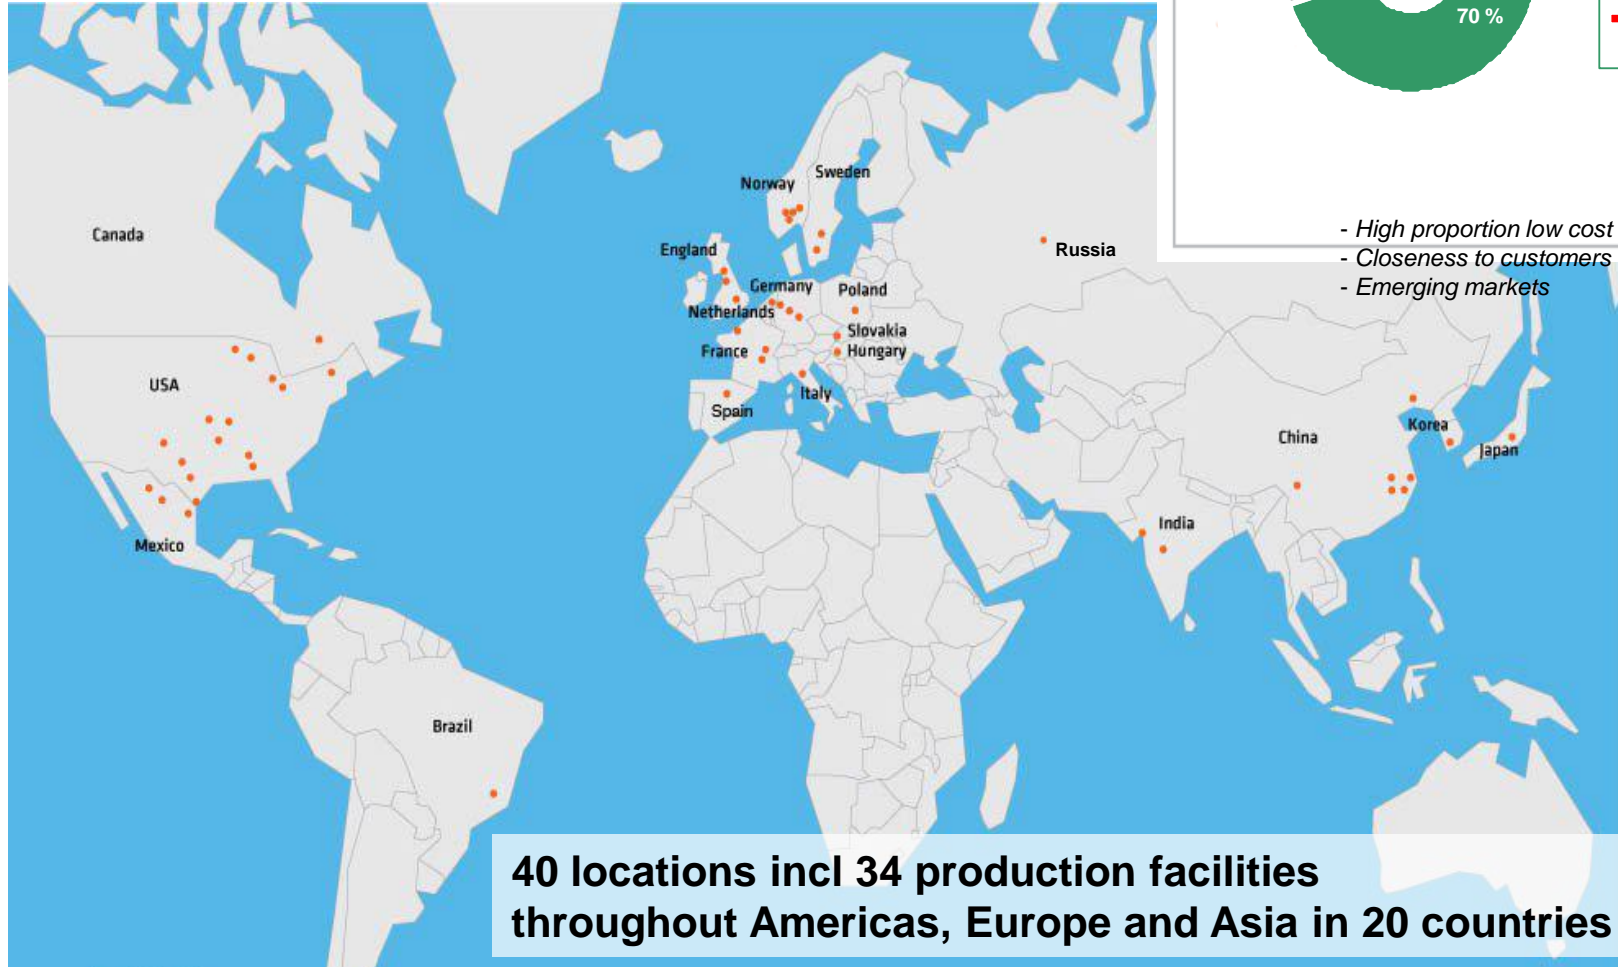 70 %
Sweden
Norway
Canada
- High proportion low cost
England
Russia
- Closeness to customers
Germany
Poland
- Emerging markets
Netherlands
Slovakia
France
Hungary
USA
Italy
Spain
Korea
China
Japan
India
Mexico
Brazil
40 locations incl 34 production facilities
throughout Americas, Europe and Asia in 20 countries